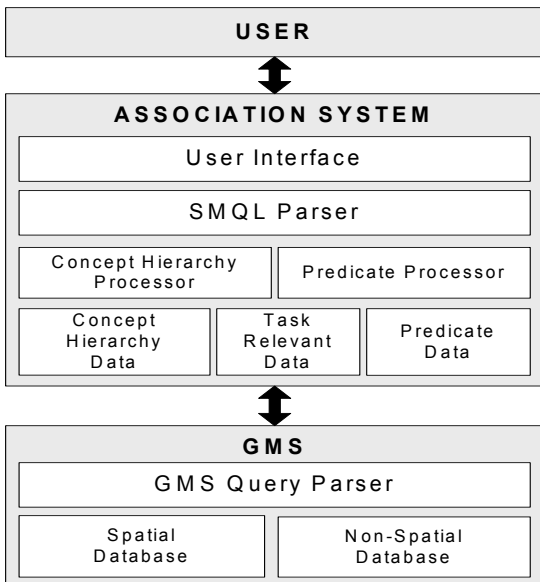 USER
ASSOCIATION SYSTEM
User Interface
SMQL Parser
Concept Hierarchy
Processor
Predicate Processor
Concept
Hierarchy
Data
Task
Relevant
Data
Predicate
Data
GMS
GMS Query Parser
Spatial
Database
Non-Spatial
Database